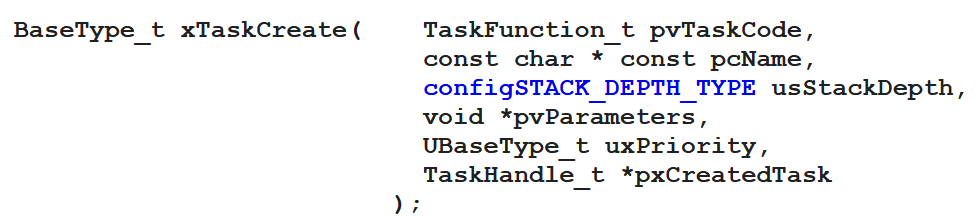 BaseType_t xTaskCreate( TaskFunction_t pvTaskCode,
const char * const pcName,
configSTACK_DEPTH_TYPE usStackDepth,
void *pvParameters,
UBaseType_t uxPriority,
TaskHandle_t *pxCreatedTask
);